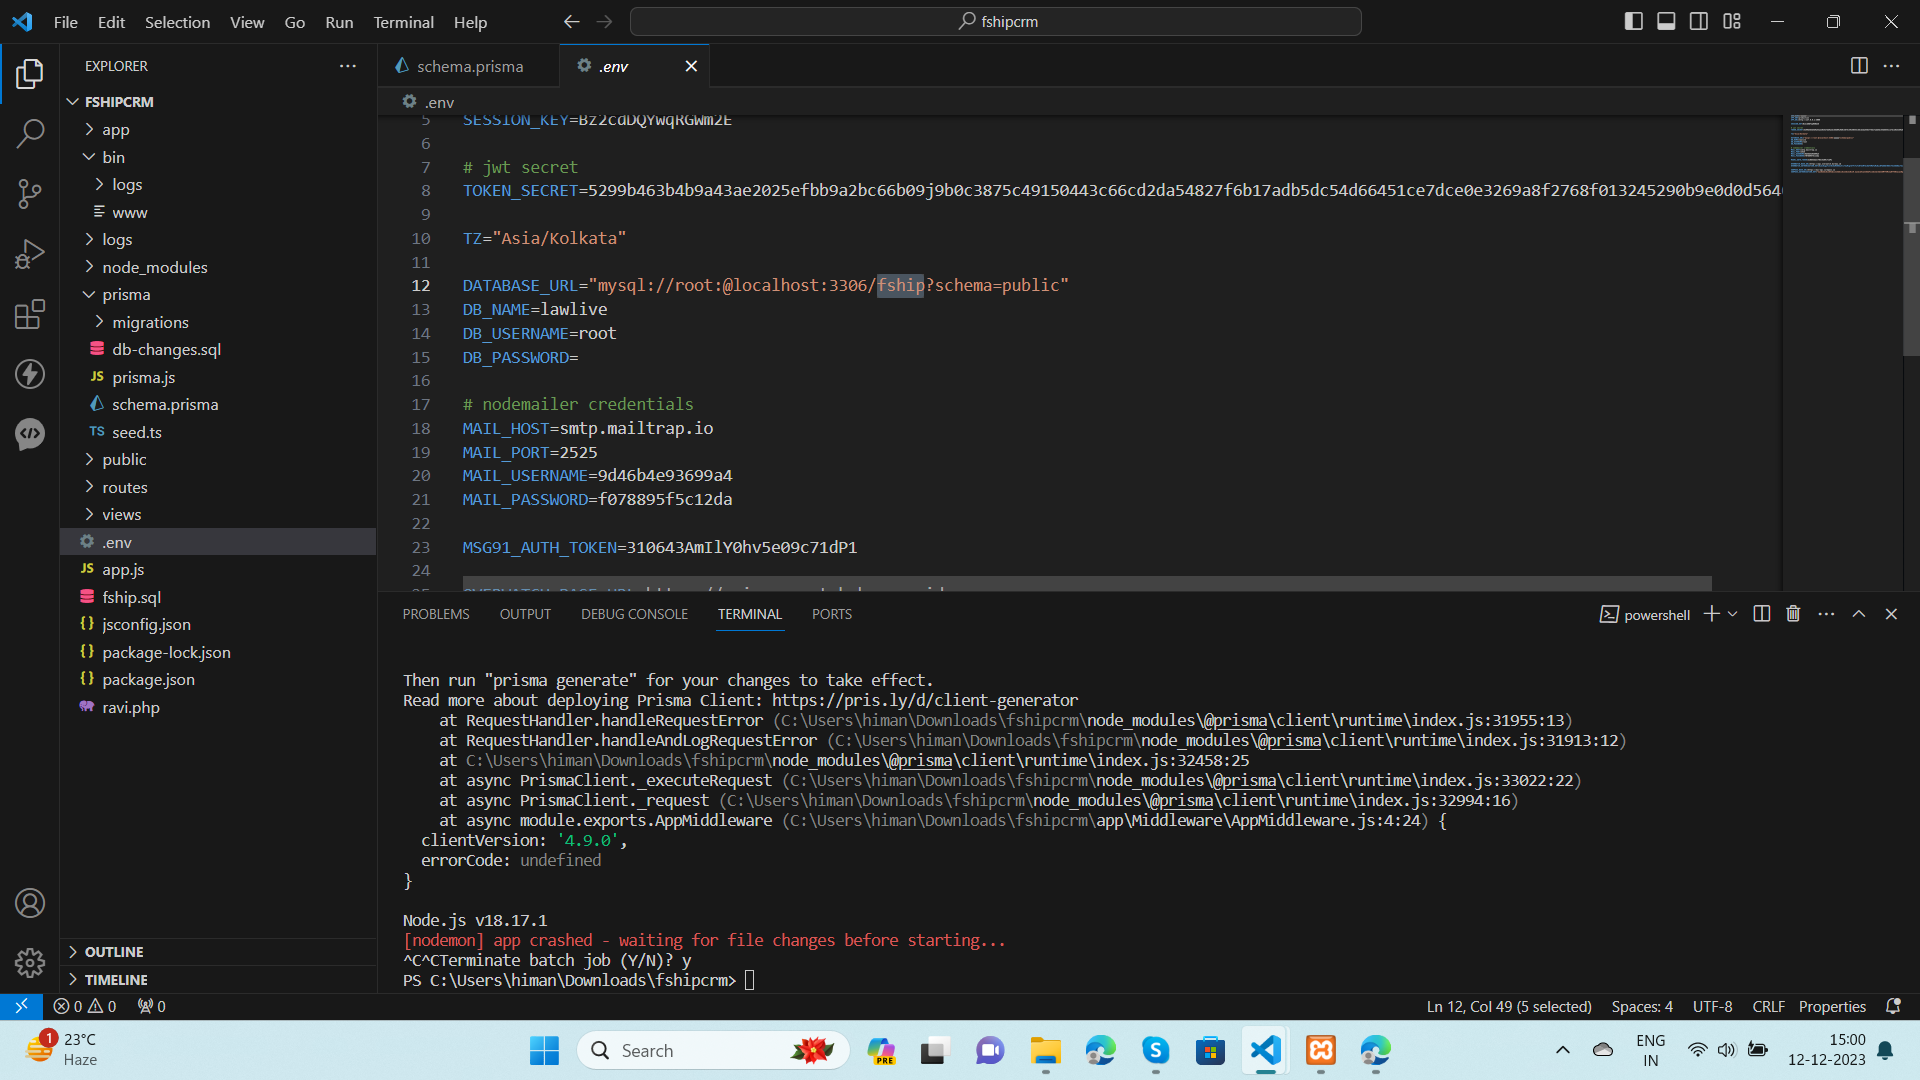 File Edit Selection View Go Run Terminal Help
fshipcrm
EXPLORER
FSHIPCRM
app
bin
logs
www
logs
node_modules
prisma
migrations
db-changes.sql
JS prisma.js
schema.prisma
TS seed.ts
public
routes
views
.env
JS app.js
fship.sql
{} jsconfig.json
{} package-lock.json
{} package.json
ravi.php
OUTLINE
TIMELINE
schema.prisma
.env
.env
5 SESSION_KEY=Bz2cdDQYwqRGWm2E
6
7 # jwt secret
8 TOKEN_SECRET=5299b463b4b9a43ae2025efbb9a2bc66b09j9b0c3875c49150443c66cd2da54827f6b17adb5dc54d66451ce7dce0e3269a8f2768f013245290b9e0d0d564
9
10 TZ="Asia/Kolkata"
11
12 DATABASE_URL="mysql://root:@localhost:3306/fship?schema=public"
13 DB_NAME=lawlive
14 DB_USERNAME=root
15 DB_PASSWORD=
16
17 # nodemailer credentials
18 MAIL_HOST=smtp.mailtrap.io
19 MAIL_PORT=2525
20 MAIL_USERNAME=9d46b4e93699a4
21 MAIL_PASSWORD=f078895f5c12da
22
23 MSG91_AUTH_TOKEN=310643AmIlY0hv5e09c71dP1
24
PROBLEMS OUTPUT DEBUG CONSOLE TERMINAL PORTS
powershell
Then run "prisma generate" for your changes to take effect.
Read more about deploying Prisma Client: https://pris.ly/d/client-generator
at RequestHandler.handleRequestError (C:\Users\himan\Downloads\fshipcrm\node_modules\@prisma\client\runtime\index.js:31955:13)
at RequestHandler.handleAndLogRequestError (C:\Users\himan\Downloads\fshipcrm\node_modules\@prisma\client\runtime\index.js:31913:12)
at C:\Users\himan\Downloads\fshipcrm\node_modules\@prisma\client\runtime\index.js:32458:25
at async PrismaClient._executeRequest (C:\Users\himan\Downloads\fshipcrm\node_modules\@prisma\client\runtime\index.js:33022:22)
at async PrismaClient._request (C:\Users\himan\Downloads\fshipcrm\node_modules\@prisma\client\runtime\index.js:32994:16)
at async module.exports.AppMiddleware (C:\Users\himan\Downloads\fshipcrm\app\Middleware\AppMiddleware.js:4:24) {
clientVersion: '4.9.0',
errorCode: undefined
}
Node.js v18.17.1
[nodemon] app crashed - waiting for file changes before starting...
^C^CTerminate batch job (Y/N)? y
PS C:\Users\himan\Downloads\fshipcrm>
0 0 0
Ln 12, Col 49 (5 selected) Spaces: 4 UTF-8 CRLF Properties
1 23°C
Haze
Search
PRE
ENG
IN
15:00
12-12-2023